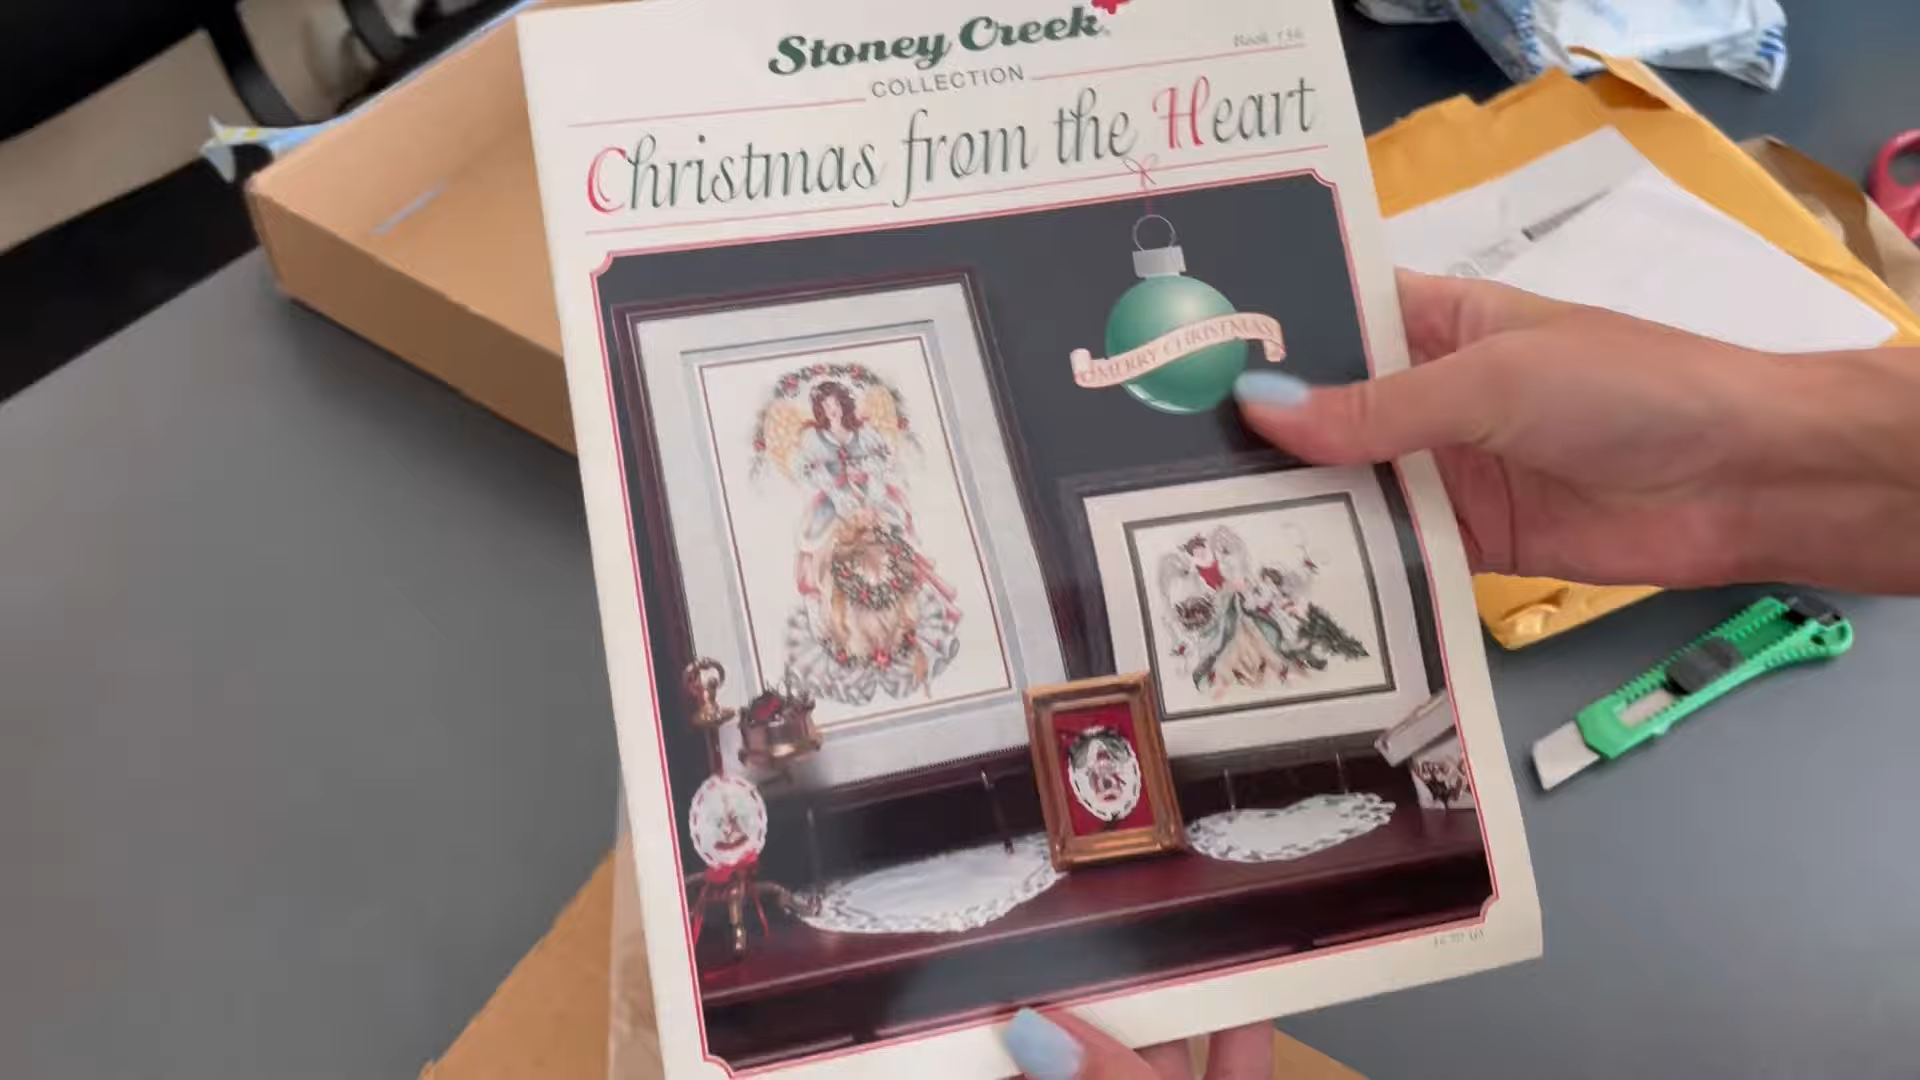 Stoney Creek
COLLECTION
Christmas from the Heart
MERRY CHRISTMAS